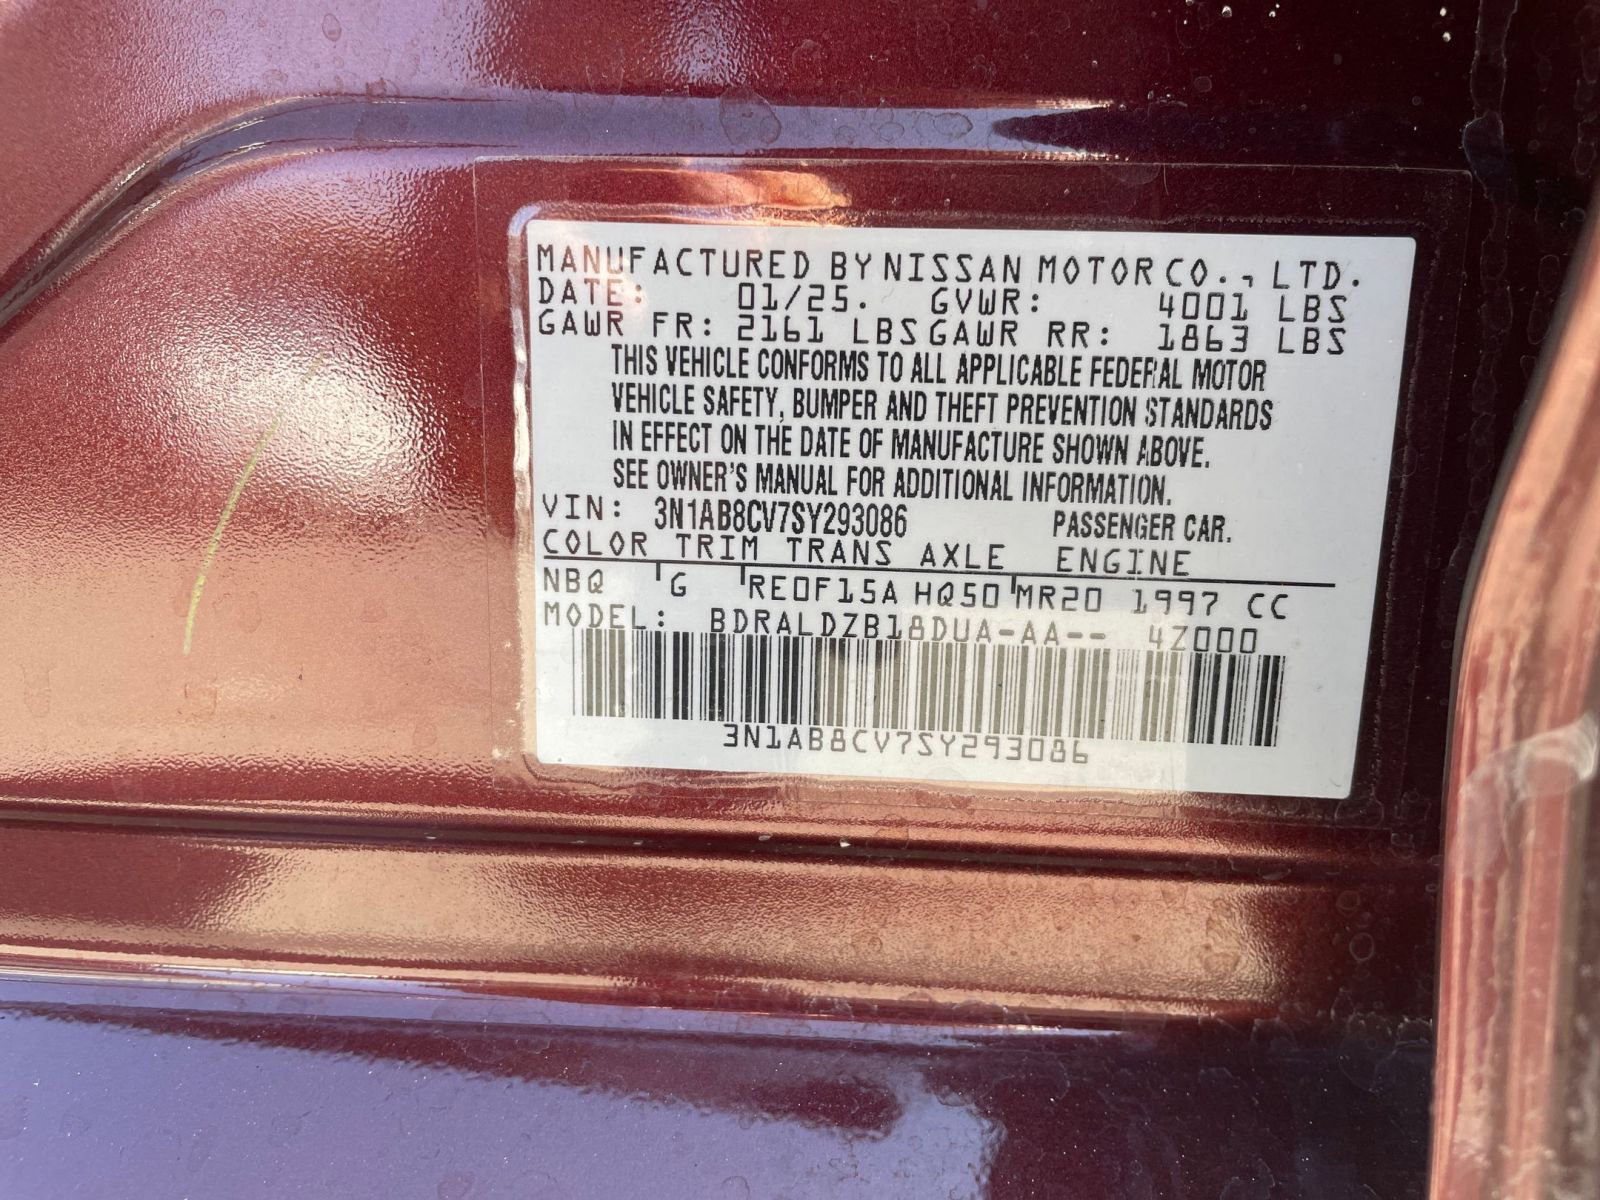 MANUFACTURED BY NISSAN MOTOR CO., LTD.
DATE: 01/25. GVWR: 4001 LBS
GAWR FR: 2161 LBS GAWR RR: 1863 LBS
THIS VEHICLE CONFORMS TO ALL APPLICABLE FEDERAL MOTOR
VEHICLE SAFETY, BUMPER AND THEFT PREVENTION STANDARDS
IN EFFECT ON THE DATE OF MANUFACTURE SHOWN ABOVE.
SEE OWNER'S MANUAL FOR ADDITIONAL INFORMATION.
VIN: 3N1AB8CV7SY293086 PASSENGER CAR.
COLOR TRIM TRANS AXLE ENGINE
NBQ G RE0F15A HQ50 MR20 1997 CC
MODEL: BDRALDZB18DUA-AA-- 4Z000
3N1AB8CV7SY293086